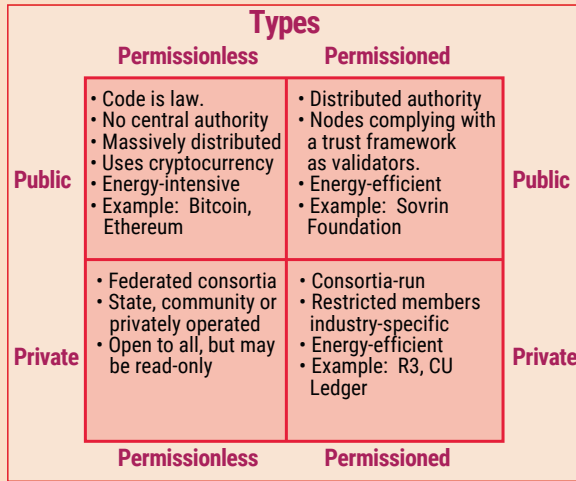 Types
Permissionless
Permissioned
Public
• Code is law.
• No central authority
• Massively distributed
• Uses cryptocurrency
• Energy-intensive
• Example: Bitcoin,
Ethereum
• Distributed authority
• Nodes complying with
a trust framework
as validators.
• Energy-efficient
• Example: Sovrin
Foundation
Public
Private
• Federated consortia
• State, community or
privately operated
• Open to all, but may
be read-only
• Consortia-run
• Restricted members
industry-specific
• Energy-efficient
• Example: R3, CU
Ledger
Private
Permissionless
Permissioned